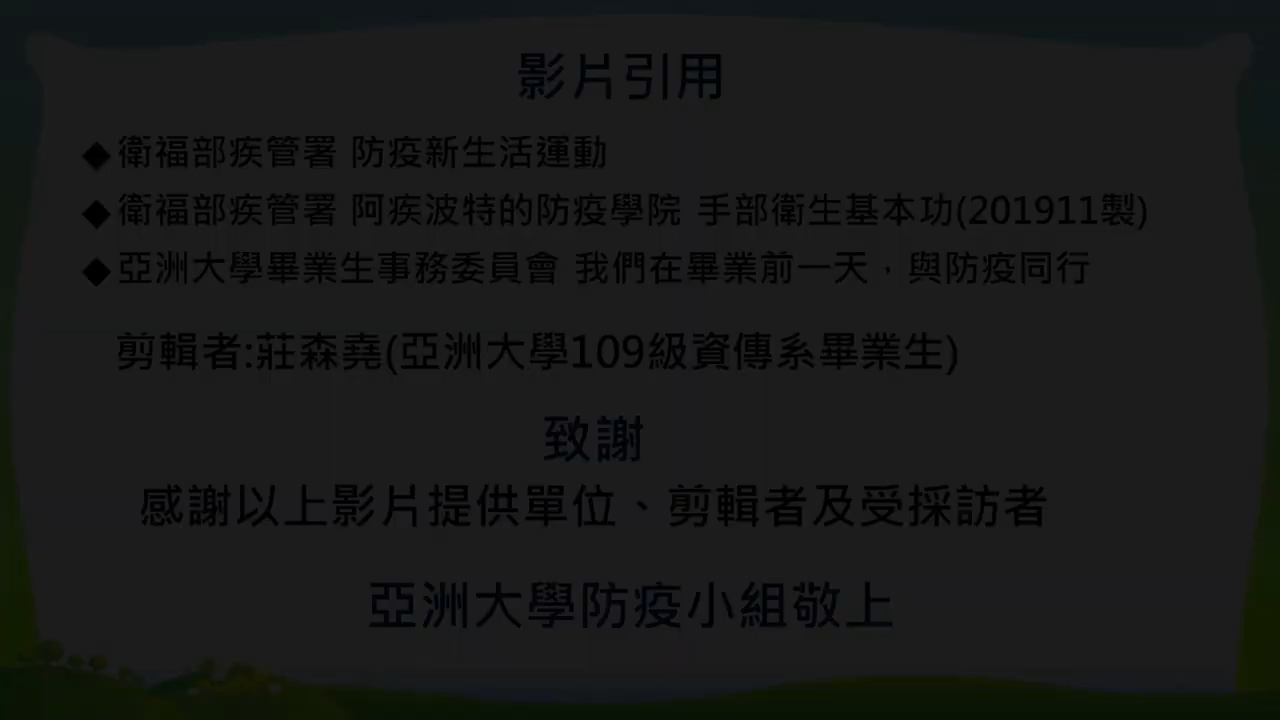 影片引用
◆衛福部疾管署 防疫新生活運動
◆衛福部疾管署 阿疾波特的防疫學院 手部衛生基本功(201911製)
◆亞洲大學畢業生事務委員會 我們在畢業前一天，與防疫同行
剪輯者:莊森堯(亞洲大學109級資傳系畢業生)
致謝
感謝以上影片提供單位、剪輯者及受採訪者
亞洲大學防疫小組敬上